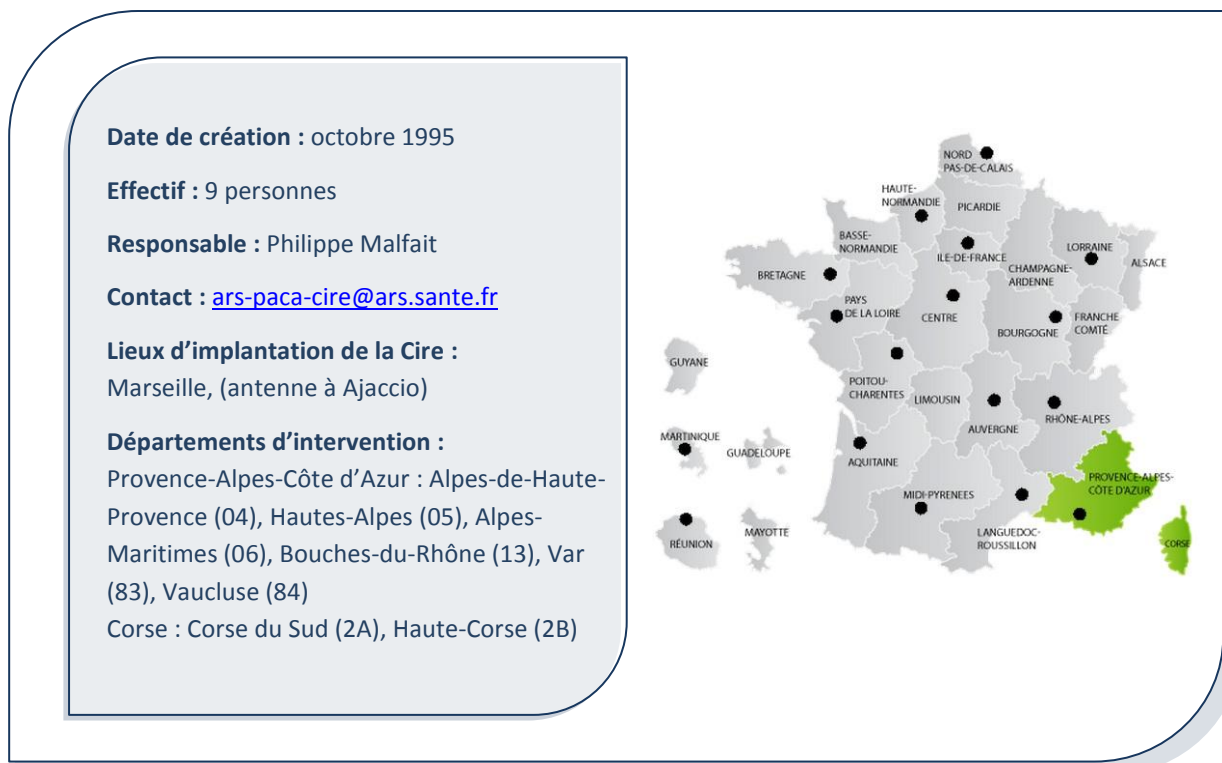 Date de création : octobre 1995
Effectif : 9 personnes
Responsable : Philippe Malfait
Contact : ars-paca-cire@ars.sante.fr
Lieux d’implantation de la Cire :
Marseille, (antenne à Ajaccio)
Départements d’intervention :
Provence-Alpes-Côte d’Azur : Alpes-de-Haute-
Provence (04), Hautes-Alpes (05), Alpes-
Maritimes (06), Bouches-du-Rhône (13), Var
(83), Vaucluse (84)
Corse : Corse du Sud (2A), Haute-Corse (2B)
NORD
PAS-DE-CALAIS
HAUTE-
NORMANDIE
PICARDIE
BASSE-
NORMANDIE
ILE-DE-FRANCE
LORRAINE
ALSACE
CHAMPAGNE-
ARDENNE
BRETAGNE
PAYS
DE LA LOIRE
CENTRE
BOURGOGNE
FRANCHE
COMTÉ
GUYANE
POITOU-
CHARENTES
LIMOUSIN
AUVERGNE
RHÔNE-ALPES
MARTINIQUE
GUADELOUPE
AQUITAINE
PROVENCE-ALPES-
CÔTE D'AZUR
MIDI-PYRENEES
LANGUEDOC-
ROUSSILLON
RÉUNION
MAYOTTE
CORSE